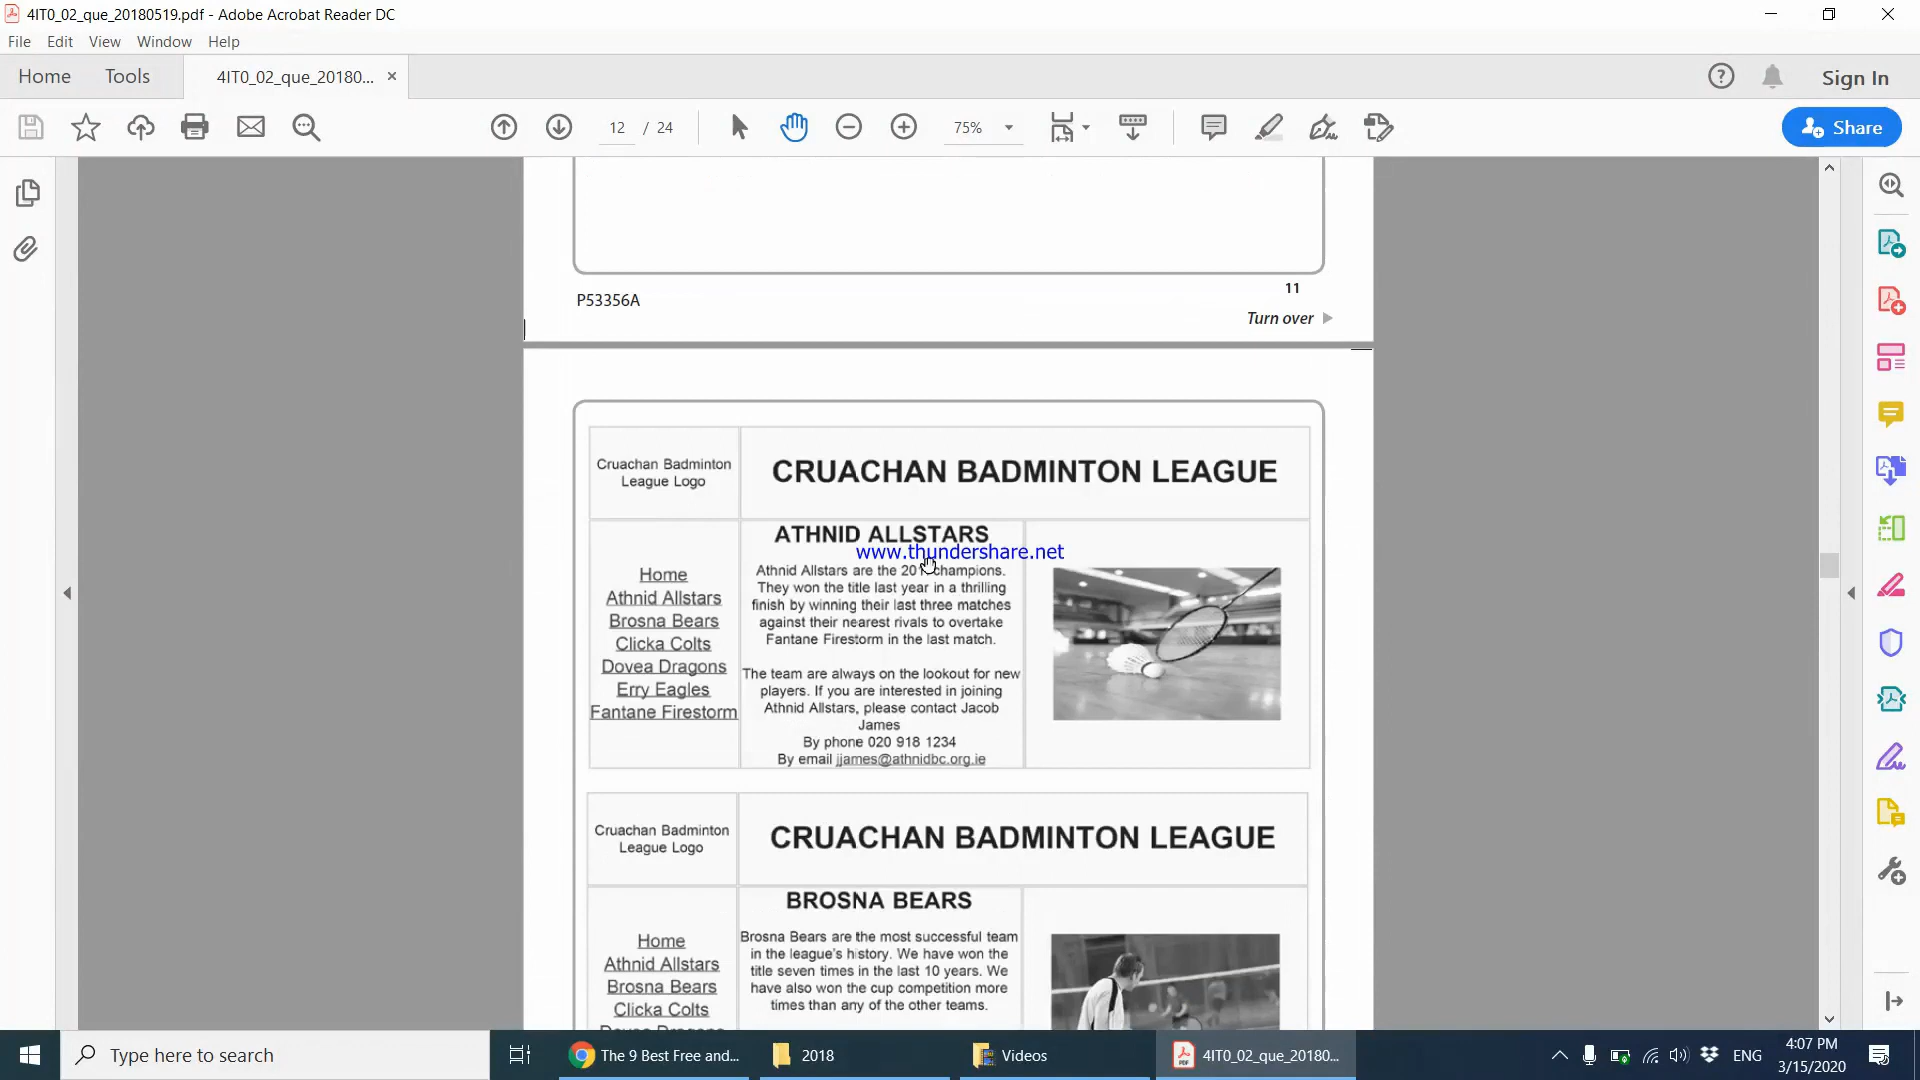 4IT0_02_que_20180519.pdf - Adobe Acrobat Reader DC
File Edit View Window Help
Home Tools 4IT0_02_que_20180... × Sign In
12 / 24 75% Share
P53356A
11
Turn over
Cruachan Badminton
League Logo
CRUACHAN BADMINTON LEAGUE
Home
Athnid Allstars
Brosna Bears
Clicka Colts
Dovea Dragons
Erry Eagles
Fantane Firestorm
ATHNID ALLSTARS
www.thundershare.net
Athnid Allstars are the champions.
They won the title last year in a thrilling
finish by winning their last three matches
against their nearest rivals to overtake
Fantane Firestorm in the last match.
The team are always on the lookout for new
players. If you are interested in joining
Athnid Allstars, please contact Jacob
James
By phone 020 918 1234
By email jjames@athnidbc.org.ie
Cruachan Badminton
League Logo
CRUACHAN BADMINTON LEAGUE
Home
Athnid Allstars
Brosna Bears
Clicka Colts
Dovea Dragons
BROSNA BEARS
Brosna Bears are the most successful team
in the league's history. We have won the
title seven times in the last 10 years. We
have also won the cup competition more
times than any of the other teams.
Type here to search
The 9 Best Free and...
2018
Videos
4IT0_02_que_20180...
ENG
4:07 PM
3/15/2020